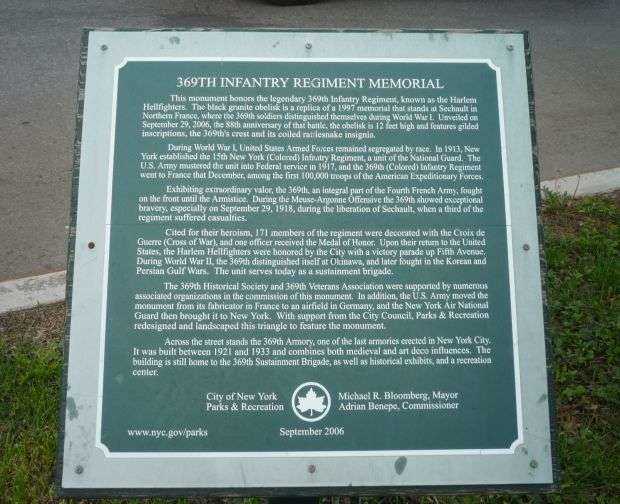 369TH INFANTRY REGIMENT MEMORIAL
This monument honors the legendary 369th Infantry Regiment, known as the Harlem
Hellfighters. The black granite obelisk is a replica of a 1997 memorial that stands at Sechault in
Northern France, where the 369th soldiers distinguished themselves during World War I. Unveiled on
September 29, 2006, the 88th anniversary of that battle, the obelisk is 12 feet high and features gilded
inscriptions, the 369th's crest and its coiled rattlesnake insignia.
During World War I, United States Armed Forces remained segregated by race. In 1913, New
York established the 15th New York (Colored) Infantry Regiment, a unit of the National Guard. The
U.S. Army mustered the unit into Federal service in 1917, and the 369th (Colored) Infantry Regiment
went to France that December, among the first 100,000 troops of the American Expeditionary Forces.
Exhibiting extraordinary valor, the 369th, an integral part of the Fourth French Army, fought
on the front until the Armistice. During the Meuse-Argonne Offensive the 369th showed exceptional
bravery, especially on September 29, 1918, during the liberation of Sechault, when a third of the
regiment suffered casualties.
Cited for their heroism, 171 members of the regiment were decorated with the Croix de
Guerre (Cross of War), and one officer received the Medal of Honor. Upon their return to the United
States, the Harlem Hellfighters were honored by the City with a victory parade up Fifth Avenue.
During World War II, the 369th distinguished itself at Okinawa, and later fought in the Korean and
Persian Gulf Wars. The unit serves today as a sustainment brigade.
The 369th Historical Society and 369th Veterans Association were supported by numerous
associated organizations in the commission of this monument. In addition, the U.S. Army moved the
monument from its fabricator in France to an airfield in Germany, and the New York Air National
Guard then brought it to New York. With support from the City Council, Parks & Recreation
redesigned and landscaped this triangle to feature the monument.
Across the street stands the 369th Armory, one of the last armories erected in New York City.
It was built between 1921 and 1933 and combines both medieval and art deco influences. The
building is still home to the 369th Sustainment Brigade, as well as historical exhibits, and a recreation
center.
City of New York
Parks & Recreation
Michael R. Bloomberg, Mayor
Adrian Benepe, Commissioner
www.nyc.gov/parks
September 2006